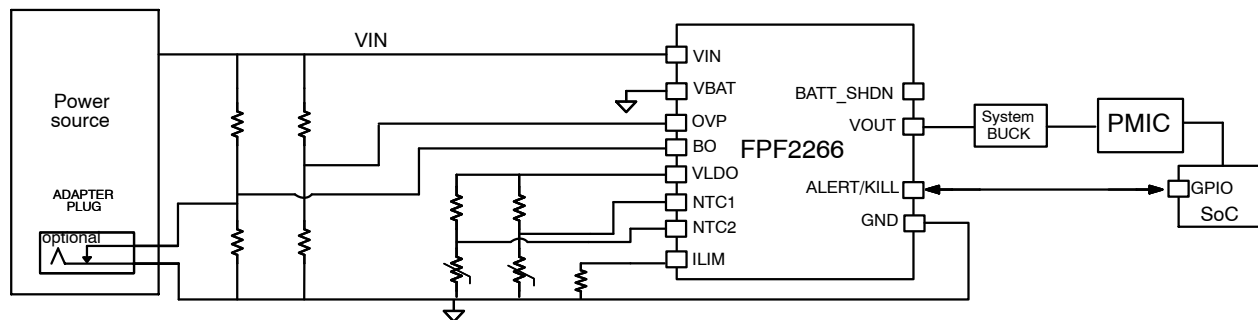 VIN
Power
source
ADAPTER
PLUG
optional
VIN
VBAT
OVP
BO
VLDO
NTC1
NTC2
ILIM
FPF2266
BATT_SHDN
VOUT
ALERT/KILL
GND
System
BUCK
PMIC
GPIO
SoC